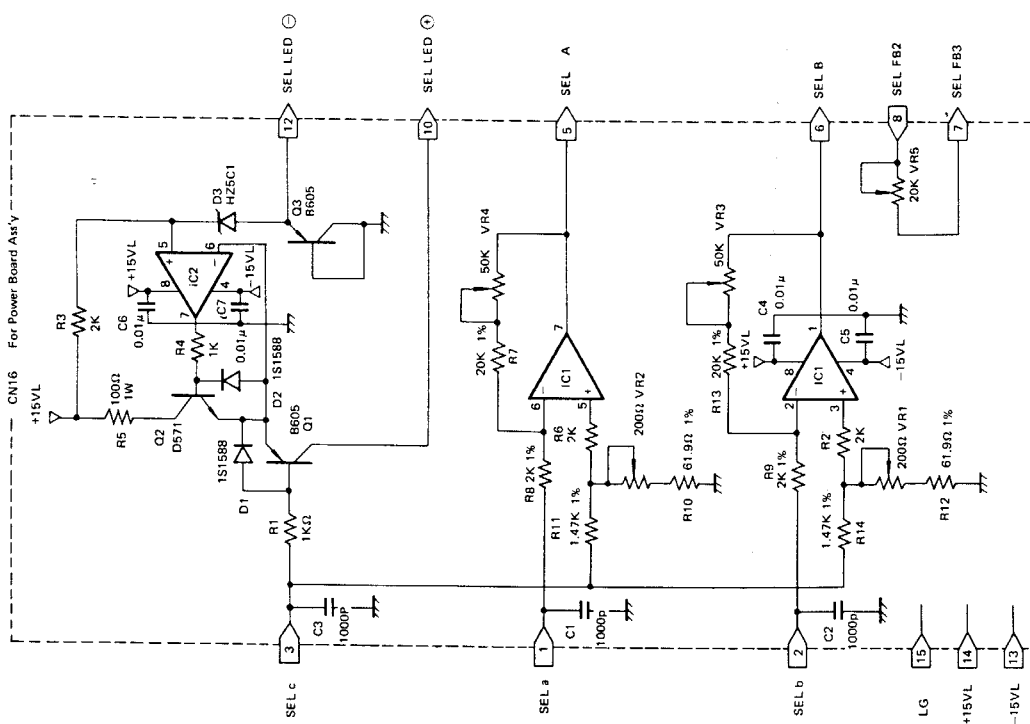 CN16 For Power Board Ass'y
+15VL
R3
2K
R5
100Ω
1W
C6
0.01μ
+15VL
8
5
+
6
−
IC2
7
4
−15VL
C7
0.01μ
R4
1K
Q2
D571
D2
1S1588
D3
HZ5C1
Q3
B605
12
SEL LED ⊖
10
SEL LED ⊕
1S1588
D1
Q1
B605
R1
1KΩ
SEL c
3
C3
1000P
50K VR4
20K 1%
R7
6
−
5
+
7
IC1
5
SEL A
R8 2K 1%
R6
2K
R11
1.47K 1%
200Ω VR2
R10
61.9Ω 1%
SEL a
1
C1
1000p
50K VR3
R13
20K 1%
+15VL
C4
0.01μ
8
2
−
3
+
1
IC1
4
C5
0.01μ
−15VL
6
SEL B
R9
2K 1%
R2
2K
1.47K 1%
R14
200Ω VR1
61.9Ω 1%
R12
SEL b
2
C2
1000p
8
SEL FB2
20K VR5
7
SEL FB3
LG
15
+15VL
14
−15VL
13